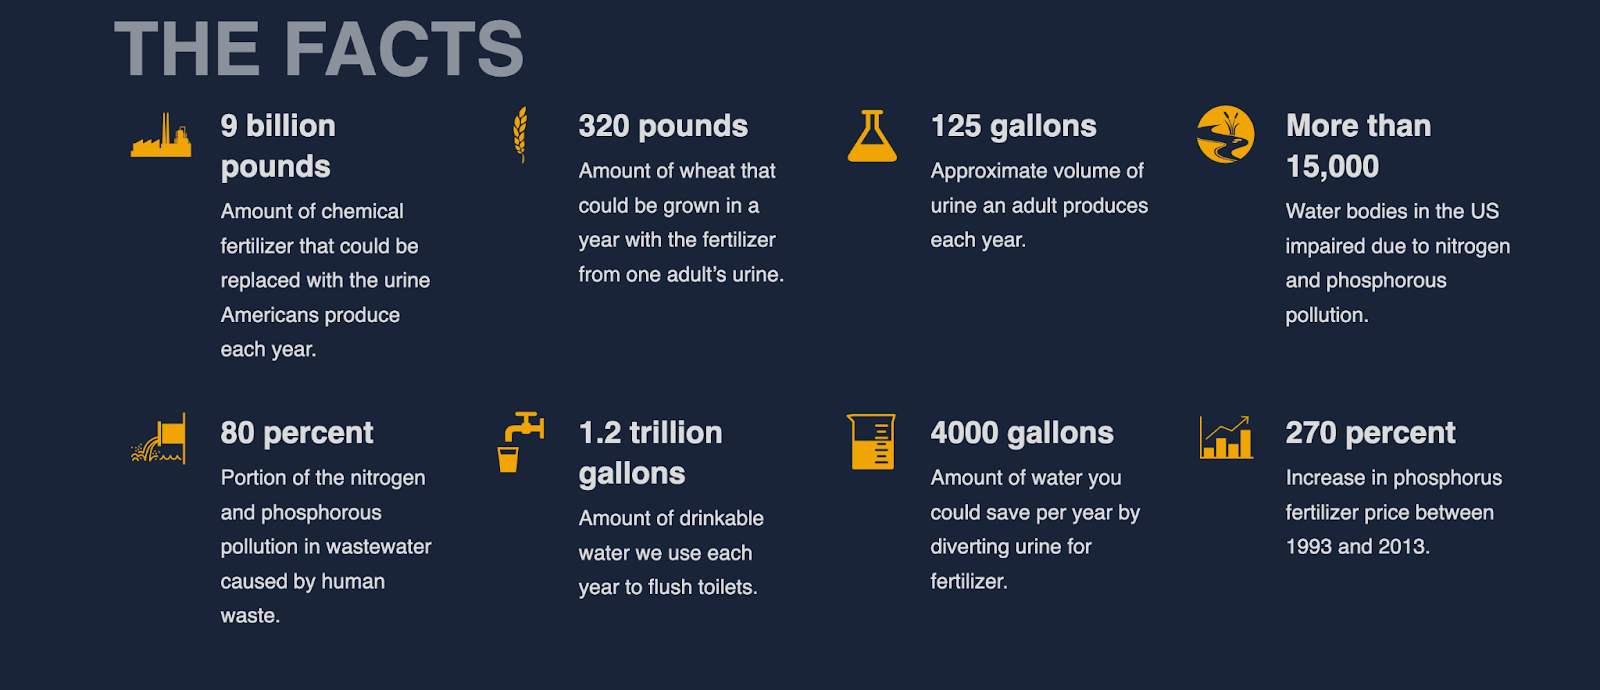 THE FACTS
9 billion
pounds
Amount of chemical
fertilizer that could be
replaced with the urine
Americans produce
each year.
320 pounds
Amount of wheat that
could be grown in a
year with the fertilizer
from one adult’s urine.
125 gallons
Approximate volume of
urine an adult produces
each year.
More than
15,000
Water bodies in the US
impaired due to nitrogen
and phosphorous
pollution.
80 percent
Portion of the nitrogen
and phosphorous
pollution in wastewater
caused by human
waste.
1.2 trillion
gallons
Amount of drinkable
water we use each
year to flush toilets.
4000 gallons
Amount of water you
could save per year by
diverting urine for
fertilizer.
270 percent
Increase in phosphorus
fertilizer price between
1993 and 2013.